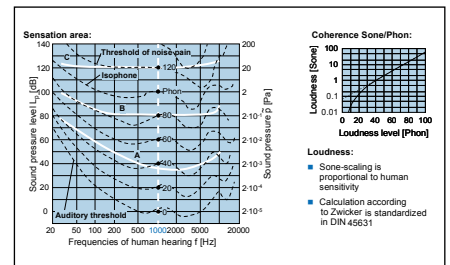 Sensation area:
Sound pressure level Lp [dB]
140
120
100
80
60
40
20
0
C
Threshold of noise pain
Isophone
B
A
Auditory threshold
120
Phon
80
60
40
20
0
200
20
2
2·10-1
2·10-2
2·10-3
2·10-4
2·10-5
Sound pressure p̃ [Pa]
20 50 100 200 500 1000 2000 5000 20000
Frequencies of human hearing f [Hz]
Coherence Sone/Phon:
Loudness [Sone]
100
10
1
0.1
0.01
0 20 40 60 80 100
Loudness level [Phon]
Loudness:
■ Sone-scaling is
proportional to human
sensitivity
■ Calculation according
to Zwicker is standardized
in DIN 45631